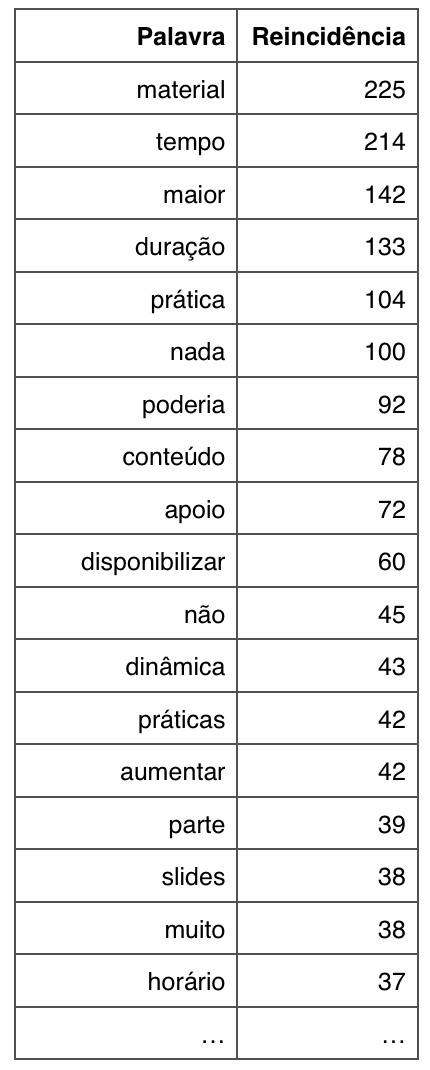 Palavra Reincidência
material 225
tempo 214
maior 142
duração 133
prática 104
nada 100
poderia 92
conteúdo 78
apoio 72
disponibilizar 60
não 45
dinâmica 43
práticas 42
aumentar 42
parte 39
slides 38
muito 38
horário 37
… …